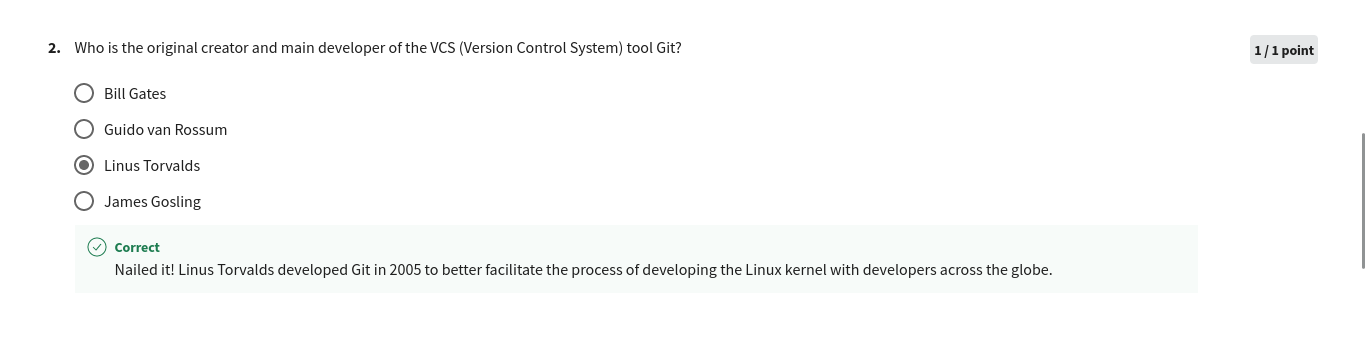 2. Who is the original creator and main developer of the VCS (Version Control System) tool Git?
1 / 1 point
Bill Gates
Guido van Rossum
Linus Torvalds
James Gosling
Correct
Nailed it! Linus Torvalds developed Git in 2005 to better facilitate the process of developing the Linux kernel with developers across the globe.